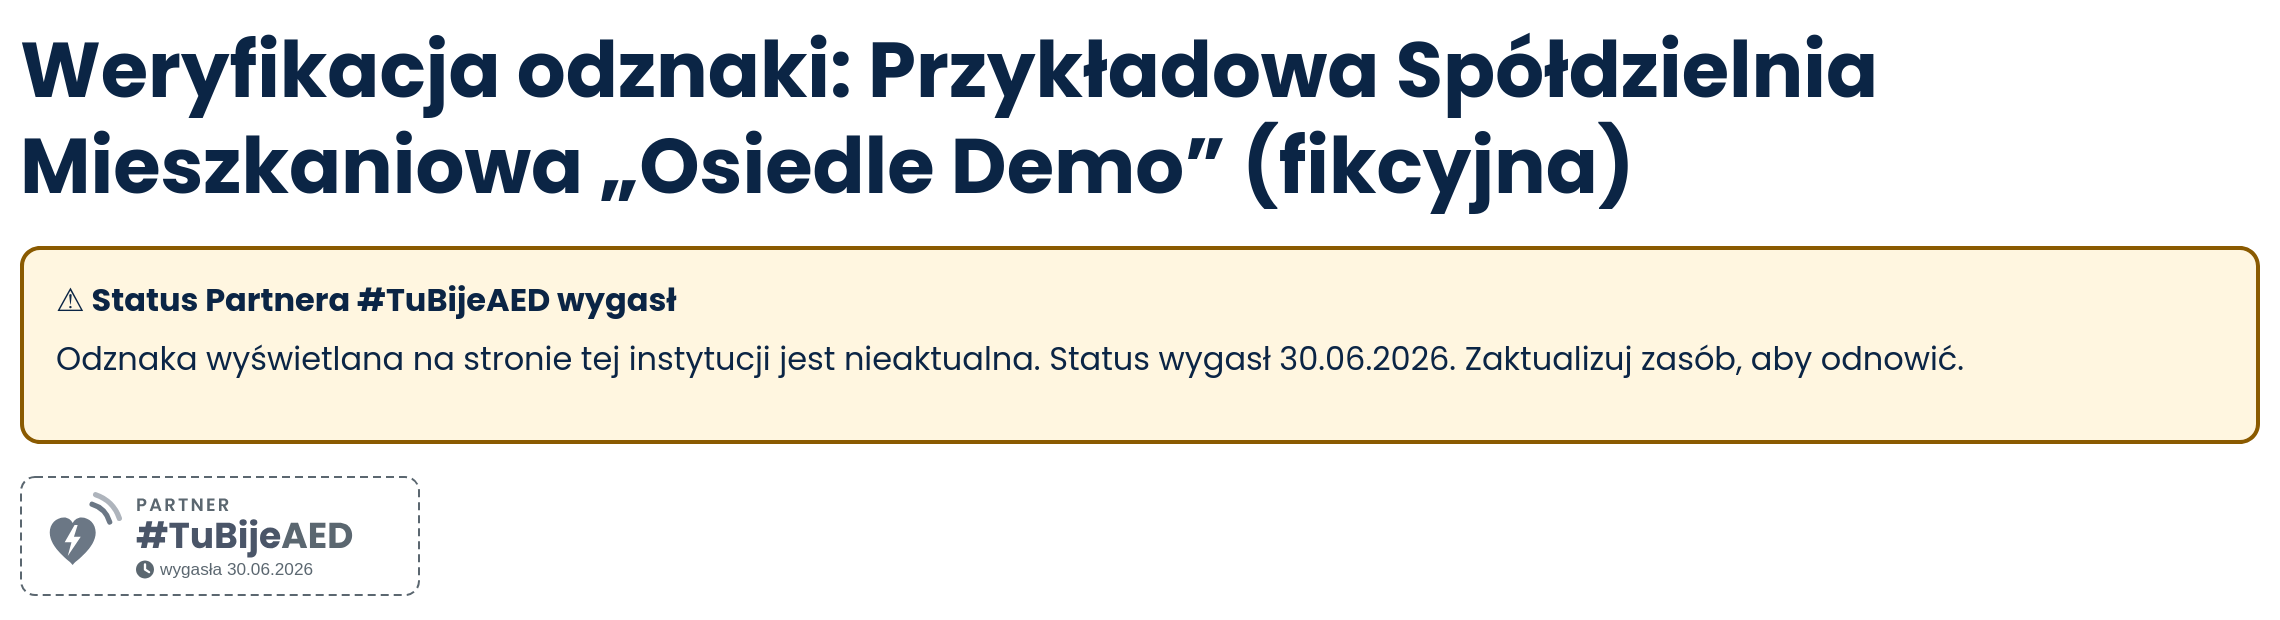 Weryfikacja odznaki: Przykładowa Spółdzielnia
Mieszkaniowa „Osiedle Demo” (fikcyjna)
⚠ Status Partnera #TuBijeAED wygasł
Odznaka wyświetlana na stronie tej instytucji jest nieaktualna. Status wygasł 30.06.2026. Zaktualizuj zasób, aby odnowić.
PARTNER
#TuBijeAED
wygasła 30.06.2026